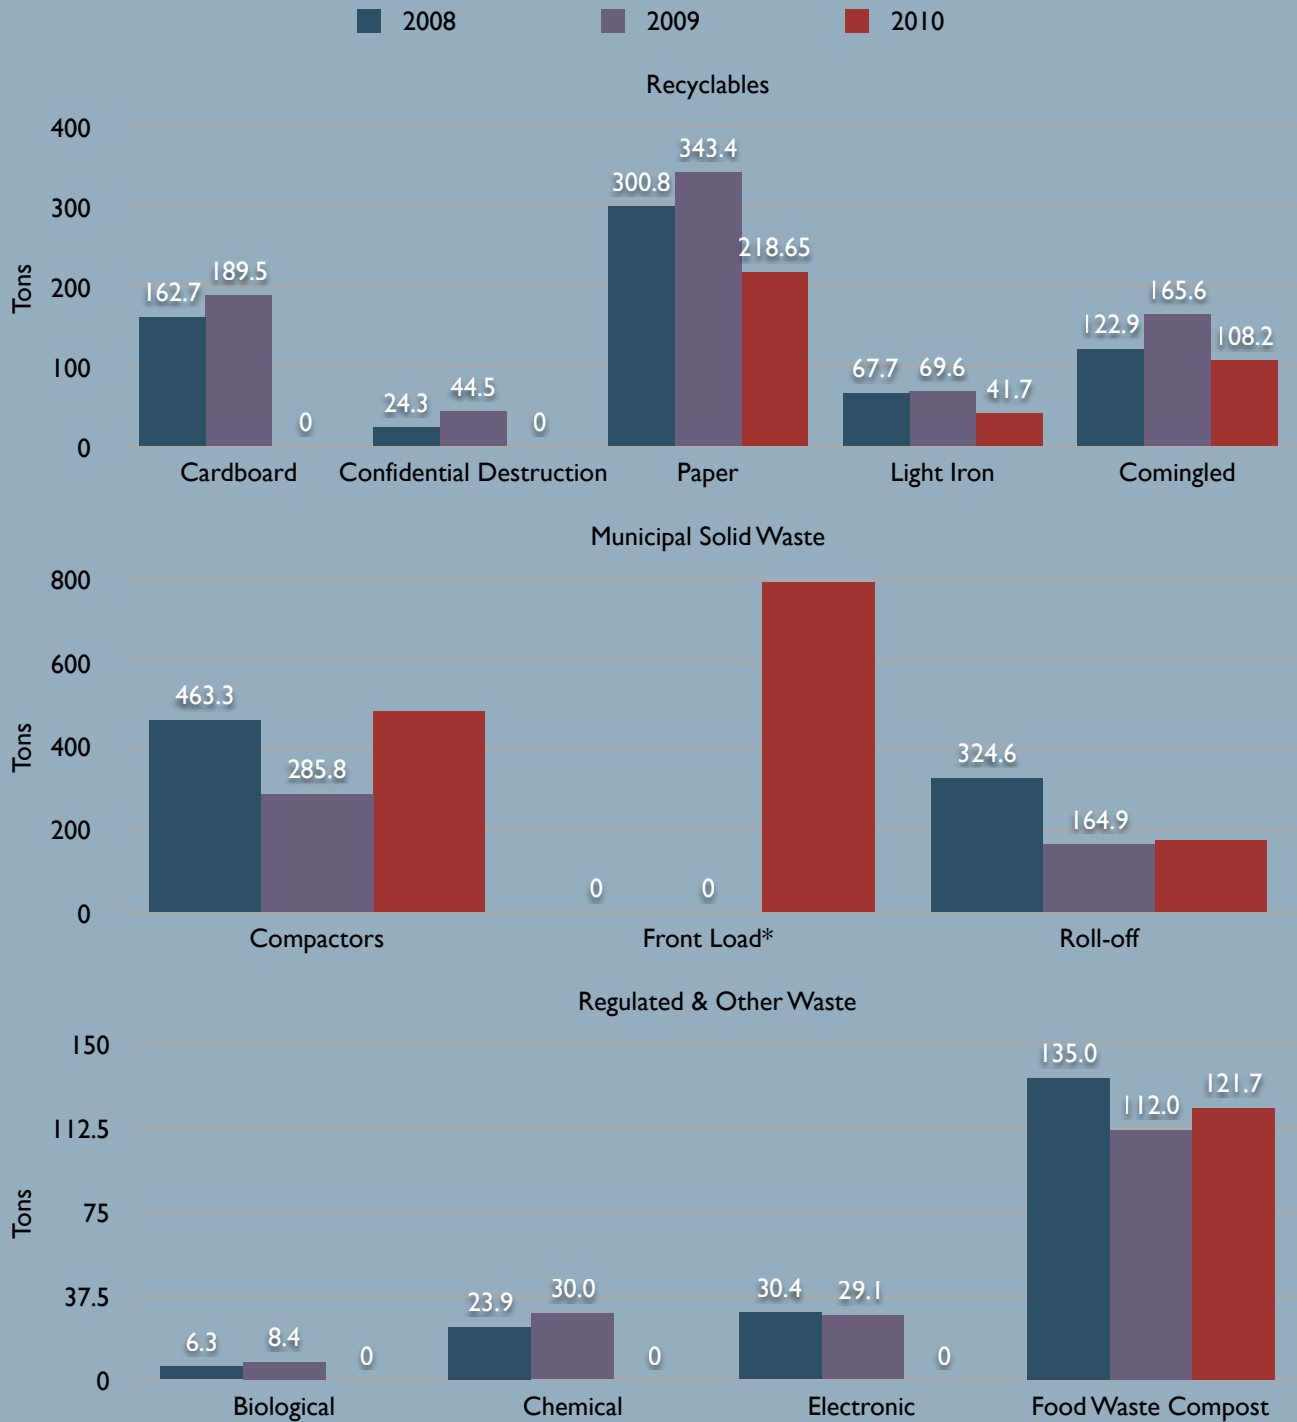 2008 2009 2010
Recyclables
Tons
400
300
200
100
0
162.7 189.5 0
24.3 44.5 0
300.8 343.4 218.65
67.7 69.6 41.7
122.9 165.6 108.2
Cardboard Confidential Destruction Paper Light Iron Comingled
Municipal Solid Waste
Tons
800
600
400
200
0
463.3 285.8
0 0
324.6 164.9
Compactors Front Load* Roll-off
Regulated & Other Waste
Tons
150
112.5
75
37.5
0
6.3 8.4 0
23.9 30.0 0
30.4 29.1 0
135.0 112.0 121.7
Biological Chemical Electronic Food Waste Compost